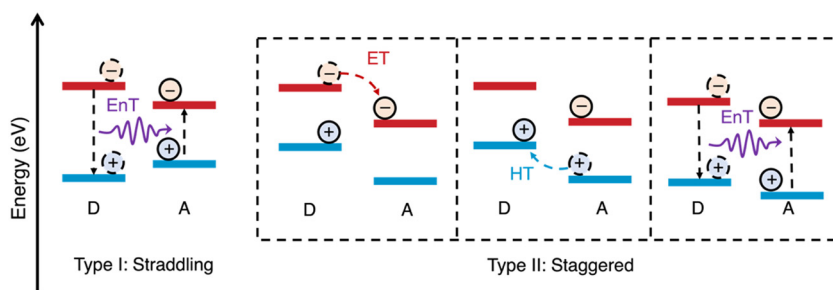 Energy (eV)
EnT
D
A
Type I: Straddling
ET
D
A
HT
D
A
EnT
D
A
Type II: Staggered